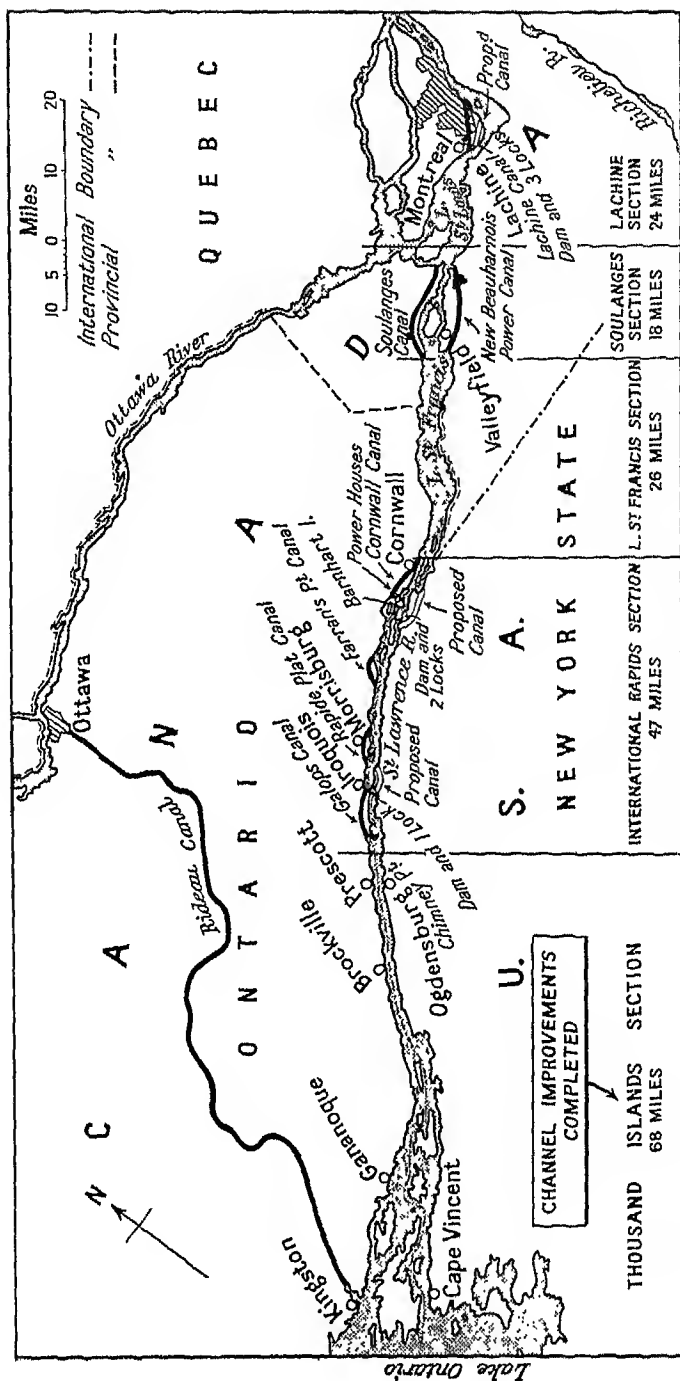 Miles
10 5 0 10 20
International Boundary
Provincial "
QUEBEC
CANADA
ONTARIO
Ottawa River
Ottawa
Rideau Canal
N
Kingston
Gananoque
Brockville
Prescott
Galops Canal
Iroquois
Rapide Plat Canal
Morrisburg
Farran's Pt. Canal
Barnhart I.
Power Houses
Cornwall Canal
Cornwall
L. St. Francis
Soulanges
Canal
Valleyfield
New Beauharnois
Power Canal
L. St. Louis
Montreal
Lachine
Lachine Canal
Dam and 3 Locks
Prop'd
Canal
Richelieu R.
Lake Ontario
Cape Vincent
Ogdensburg
Chimney Pt.
Dam and 1 Lock
Proposed
Canal
St. Lawrence R.
Dam and
2 Locks
Proposed
Canal
U. S. A.
NEW YORK STATE
CHANNEL IMPROVEMENTS
COMPLETED
THOUSAND ISLANDS SECTION
68 MILES
INTERNATIONAL RAPIDS SECTION
47 MILES
L. ST FRANCIS SECTION
26 MILES
SOULANGES
SECTION
18 MILES
LACHINE
SECTION
24 MILES